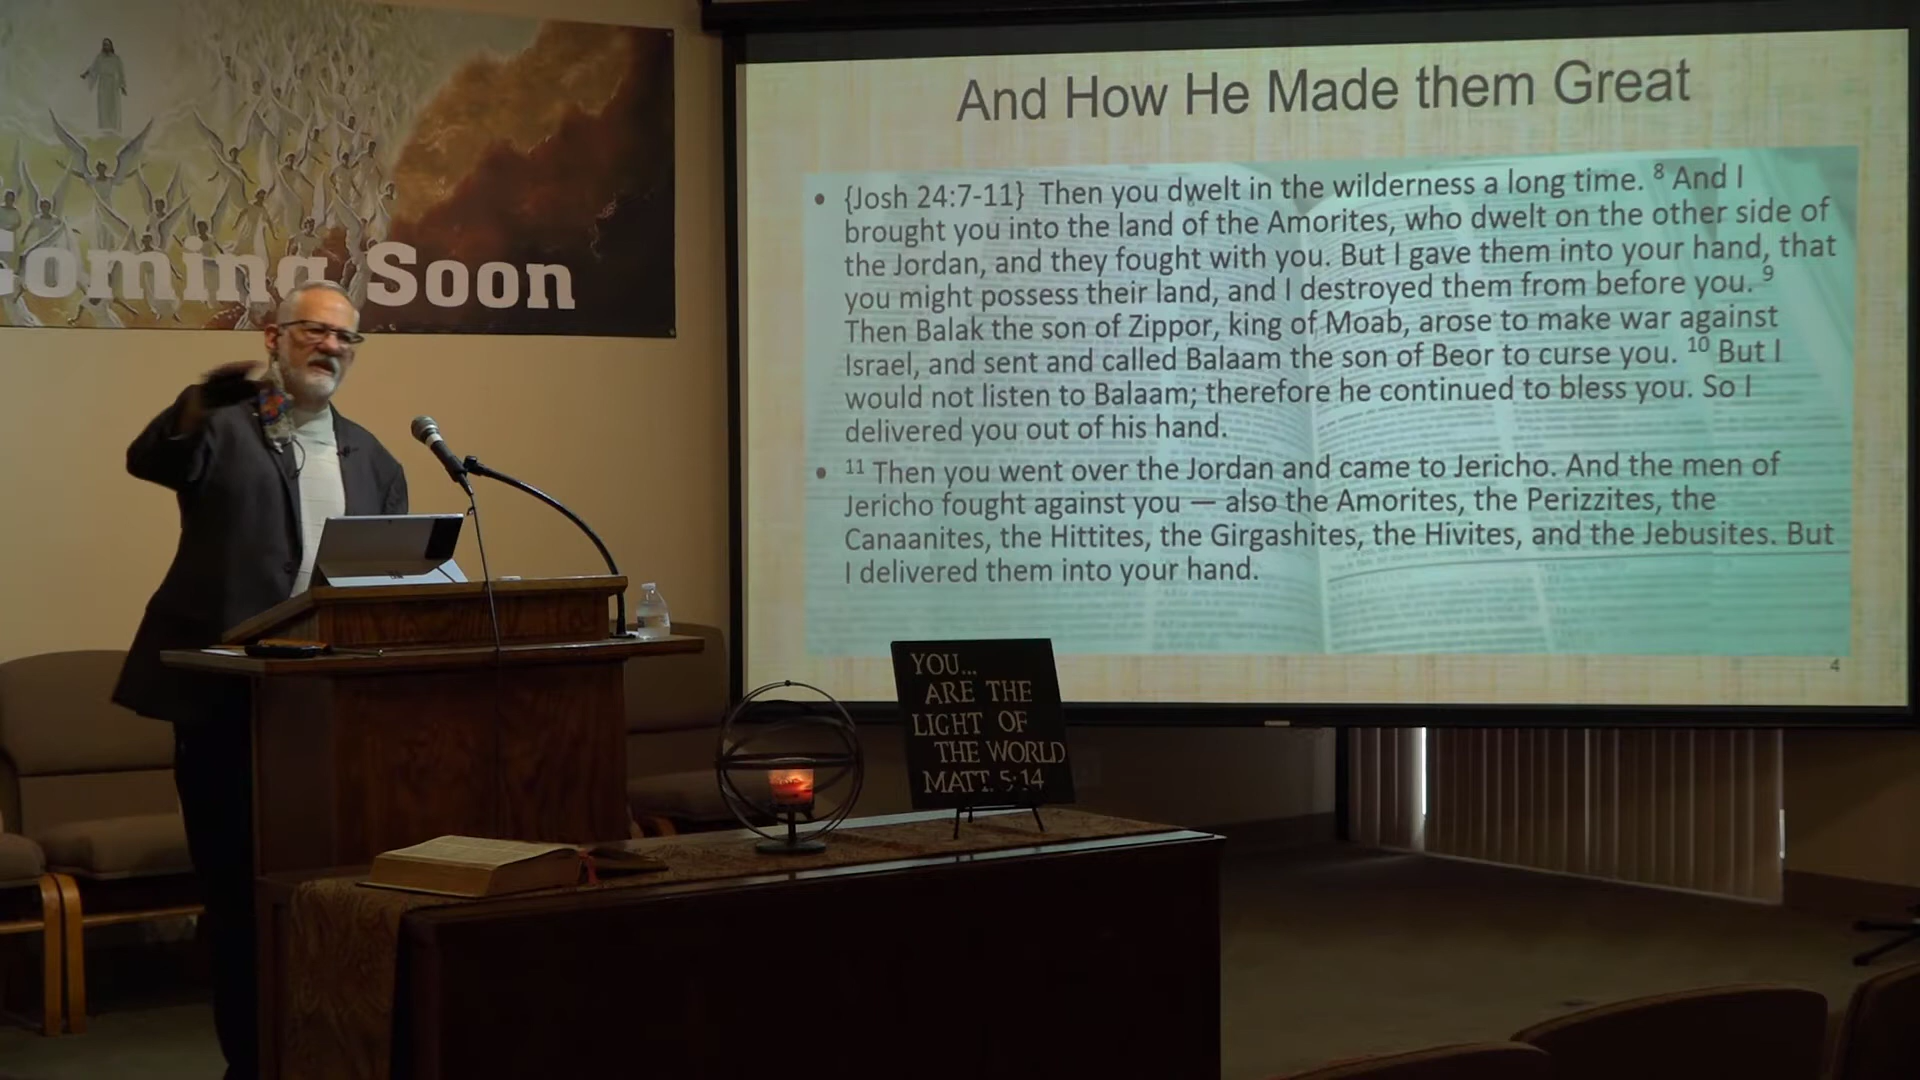 Coming Soon
And How He Made them Great
• {Josh 24:7-11} Then you dwelt in the wilderness a long time. 8 And I
brought you into the land of the Amorites, who dwelt on the other side of
the Jordan, and they fought with you. But I gave them into your hand, that
you might possess their land, and I destroyed them from before you. 9
Then Balak the son of Zippor, king of Moab, arose to make war against
Israel, and sent and called Balaam the son of Beor to curse you. 10 But I
would not listen to Balaam; therefore he continued to bless you. So I
delivered you out of his hand.
• 11 Then you went over the Jordan and came to Jericho. And the men of
Jericho fought against you — also the Amorites, the Perizzites, the
Canaanites, the Hittites, the Girgashites, the Hivites, and the Jebusites. But
I delivered them into your hand.
4
YOU...
ARE THE
LIGHT OF
THE WORLD
MATT. 5:14